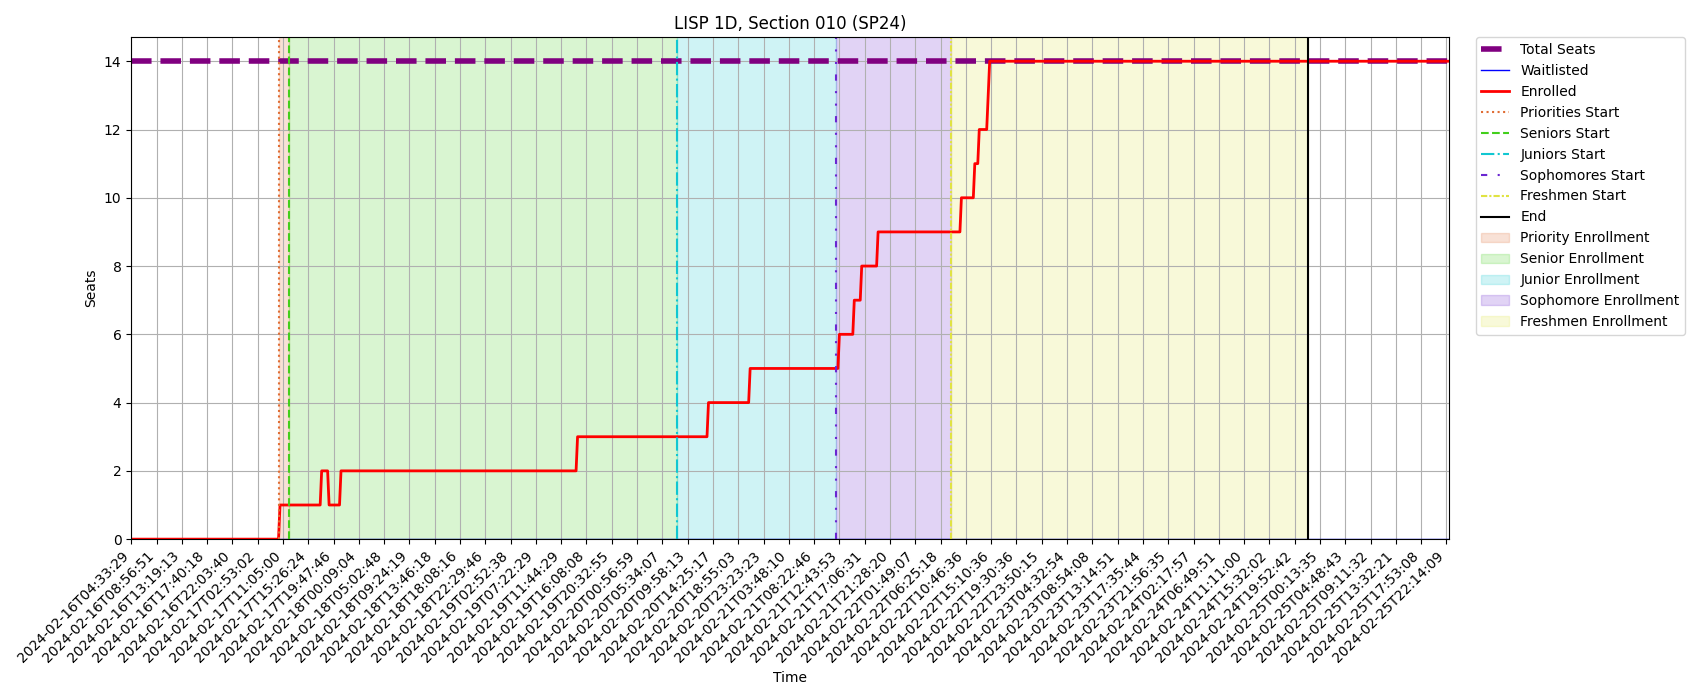 LISP 1D, Section 010 (SP24)
14
12
10
8
6
4
2
0
Seats
2024-02-16T04:33:29
2024-02-16T08:56:51
2024-02-16T13:19:13
2024-02-16T17:40:18
2024-02-16T22:03:40
2024-02-17T02:53:02
2024-02-17T11:05:00
2024-02-17T15:26:24
2024-02-17T19:47:46
2024-02-18T00:09:04
2024-02-18T05:02:48
2024-02-18T09:24:19
2024-02-18T13:46:18
2024-02-18T18:08:16
2024-02-18T22:29:46
2024-02-19T02:52:38
2024-02-19T07:22:29
2024-02-19T11:44:29
2024-02-19T16:08:08
2024-02-19T20:32:55
2024-02-20T00:56:59
2024-02-20T05:34:07
2024-02-20T09:58:13
2024-02-20T14:25:17
2024-02-20T18:55:03
2024-02-20T23:23:23
2024-02-21T03:48:10
2024-02-21T08:22:46
2024-02-21T12:43:53
2024-02-21T17:06:31
2024-02-21T21:28:20
2024-02-22T01:49:07
2024-02-22T06:25:18
2024-02-22T10:46:36
2024-02-22T15:10:36
2024-02-22T19:30:36
2024-02-22T23:50:15
2024-02-23T04:32:54
2024-02-23T08:54:08
2024-02-23T13:14:51
2024-02-23T17:35:44
2024-02-23T21:56:35
2024-02-24T02:17:57
2024-02-24T06:49:51
2024-02-24T11:11:00
2024-02-24T15:32:02
2024-02-24T19:52:42
2024-02-25T00:13:35
2024-02-25T04:48:43
2024-02-25T09:11:32
2024-02-25T13:32:21
2024-02-25T17:53:08
2024-02-25T22:14:09
Time
Total Seats
Waitlisted
Enrolled
Priorities Start
Seniors Start
Juniors Start
Sophomores Start
Freshmen Start
End
Priority Enrollment
Senior Enrollment
Junior Enrollment
Sophomore Enrollment
Freshmen Enrollment